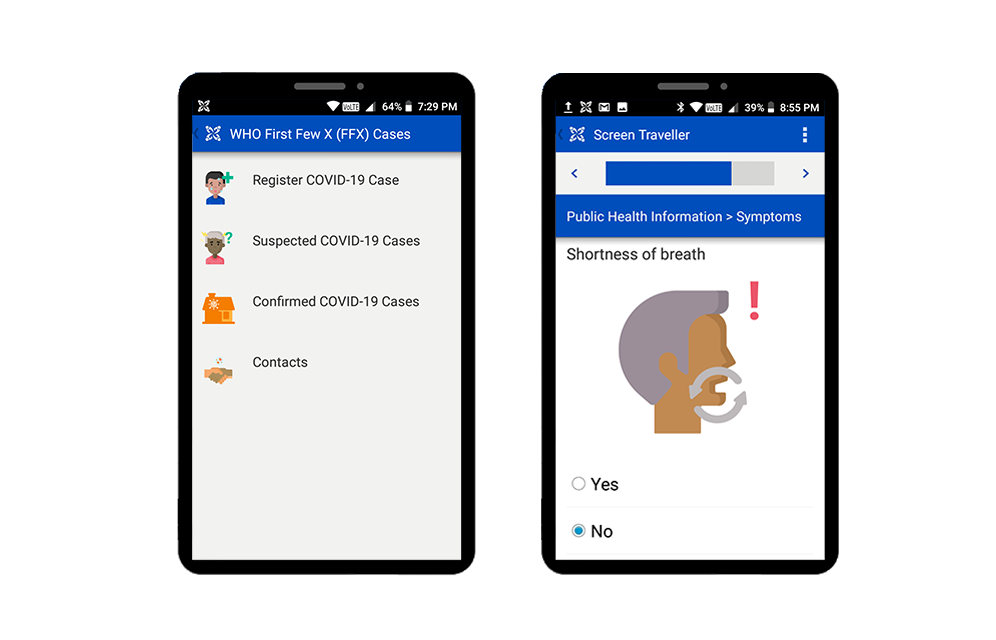 VoLTE 64% 7:29 PM
WHO First Few X (FFX) Cases
Register COVID-19 Case
Suspected COVID-19 Cases
Confirmed COVID-19 Cases
Contacts
VoLTE 39% 8:55 PM
Screen Traveller
Public Health Information > Symptoms
Shortness of breath
Yes
No